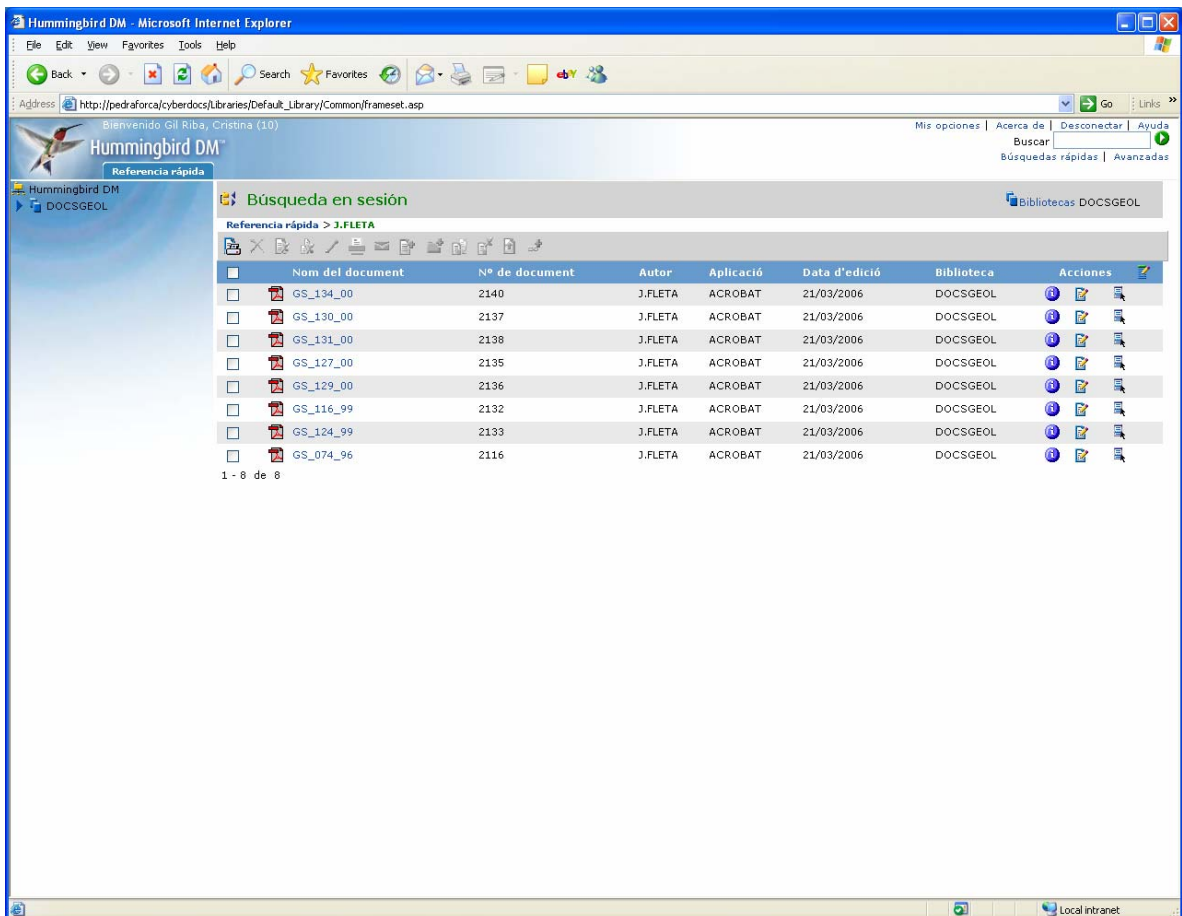 Hummingbird DM - Microsoft Internet Explorer
File Edit View Favorites Tools Help
Back Search Favorites ebY
Address http://pedraforca/cyberdocs/Libraries/Default_Library/Common/frameset.asp Go Links »
Bienvenido Gil Riba, Cristina (10) Mis opciones | Acerca de | Desconectar | Ayuda
Hummingbird DM™ Buscar
Referencia rápida Búsquedas rápidas | Avanzadas
Hummingbird DM
DOCSGEOL
Búsqueda en sesión Bibliotecas DOCSGEOL
Referencia rápida > J.FLETA
Nom del document Nº de document Autor Aplicació Data d'edició Biblioteca Acciones
GS_134_00 2140 J.FLETA ACROBAT 21/03/2006 DOCSGEOL
GS_130_00 2137 J.FLETA ACROBAT 21/03/2006 DOCSGEOL
GS_131_00 2138 J.FLETA ACROBAT 21/03/2006 DOCSGEOL
GS_127_00 2135 J.FLETA ACROBAT 21/03/2006 DOCSGEOL
GS_129_00 2136 J.FLETA ACROBAT 21/03/2006 DOCSGEOL
GS_116_99 2132 J.FLETA ACROBAT 21/03/2006 DOCSGEOL
GS_124_99 2133 J.FLETA ACROBAT 21/03/2006 DOCSGEOL
GS_074_96 2116 J.FLETA ACROBAT 21/03/2006 DOCSGEOL
1 - 8 de 8
Local intranet